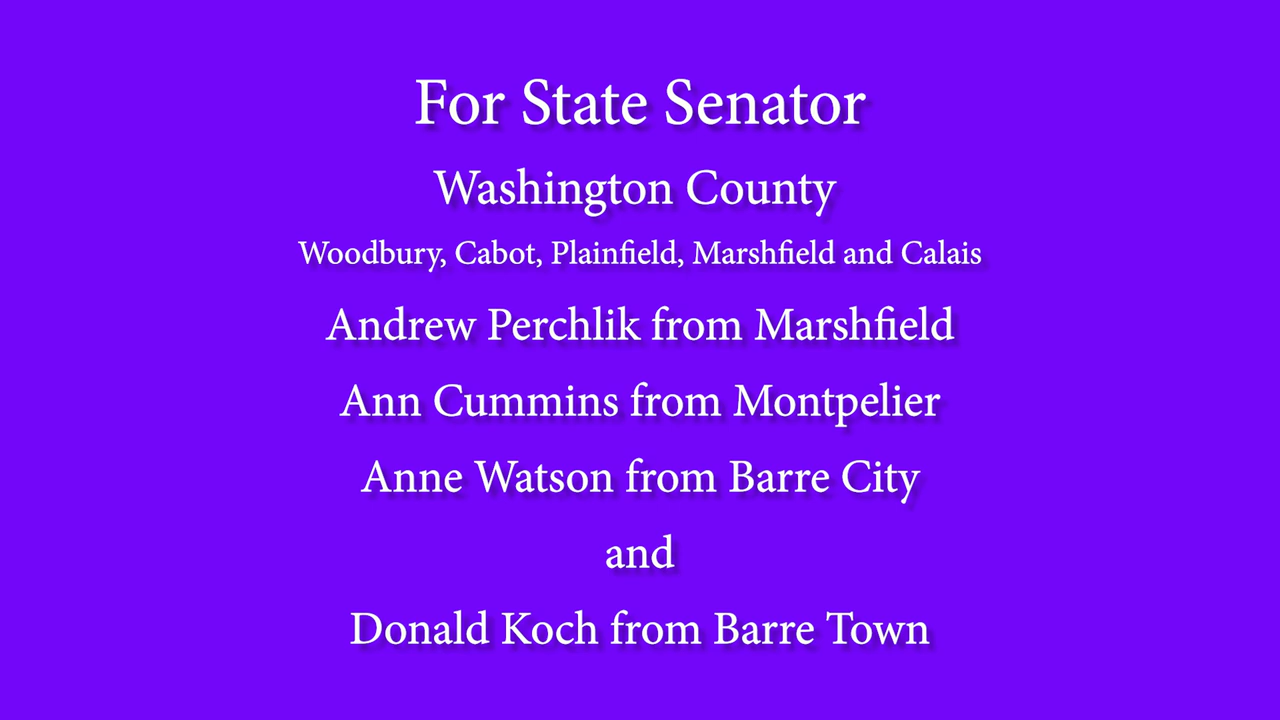 For State Senator
Washington County
Woodbury, Cabot, Plainfield, Marshfield and Calais
Andrew Perchlik from Marshfield
Ann Cummins from Montpelier
Anne Watson from Barre City
and
Donald Koch from Barre Town